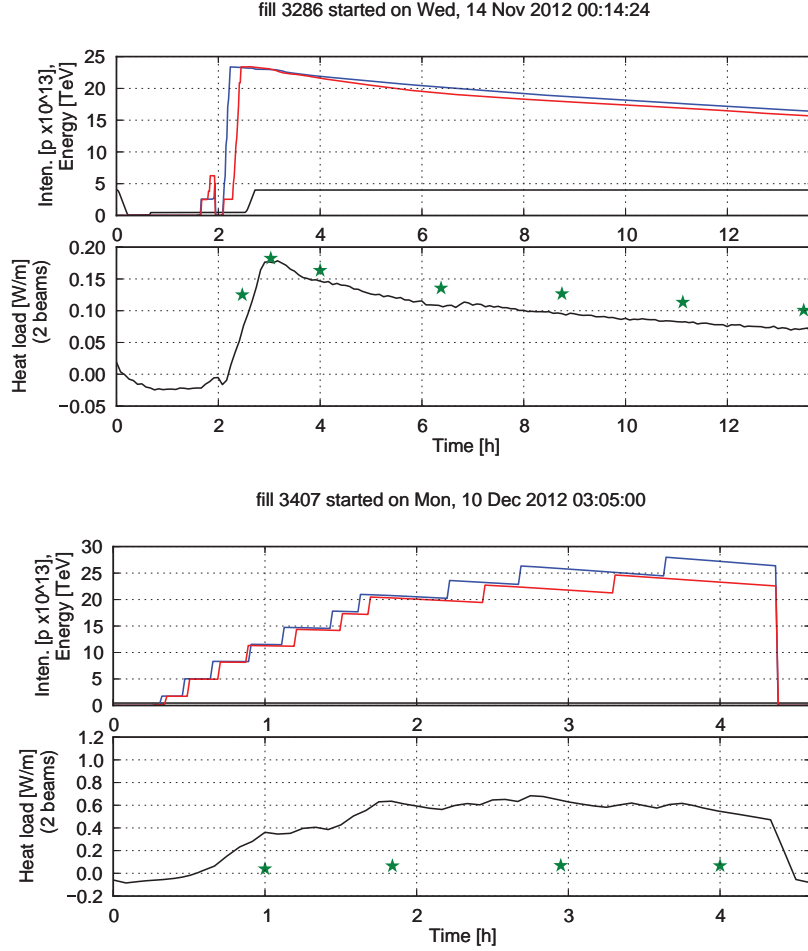 fill 3286 started on Wed, 14 Nov 2012 00:14:24
Inten. [p x10^13],
Energy [TeV]
25
20
15
10
5
0
0 2 4 6 8 10 12
Heat load [W/m]
(2 beams)
0.20
0.15
0.10
0.05
0.00
−0.05
0 2 4 6 8 10 12
Time [h]
fill 3407 started on Mon, 10 Dec 2012 03:05:00
Inten. [p x10^13],
Energy [TeV]
30
25
20
15
10
5
0
0 1 2 3 4
Heat load [W/m]
(2 beams)
1.2
1.0
0.8
0.6
0.4
0.2
0.0
−0.2
0 1 2 3 4
Time [h]